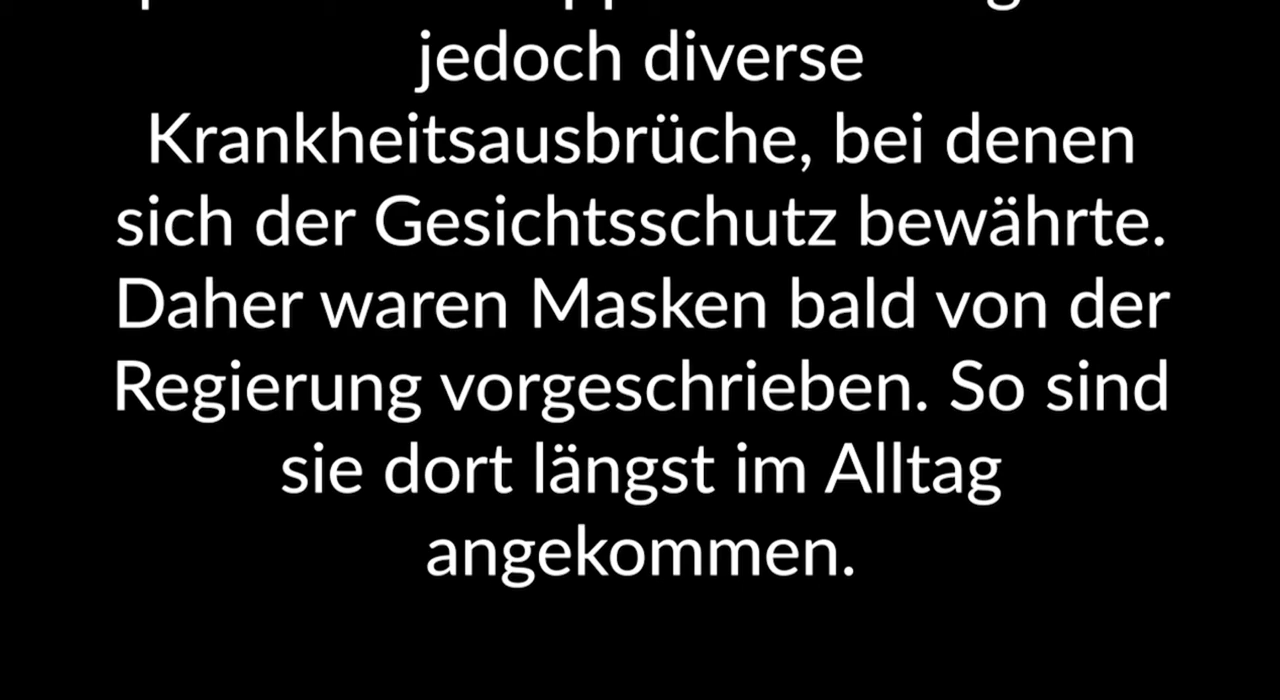 jedoch diverse
Krankheitsausbrüche, bei denen
sich der Gesichtsschutz bewährte.
Daher waren Masken bald von der
Regierung vorgeschrieben. So sind
sie dort längst im Alltag
angekommen.